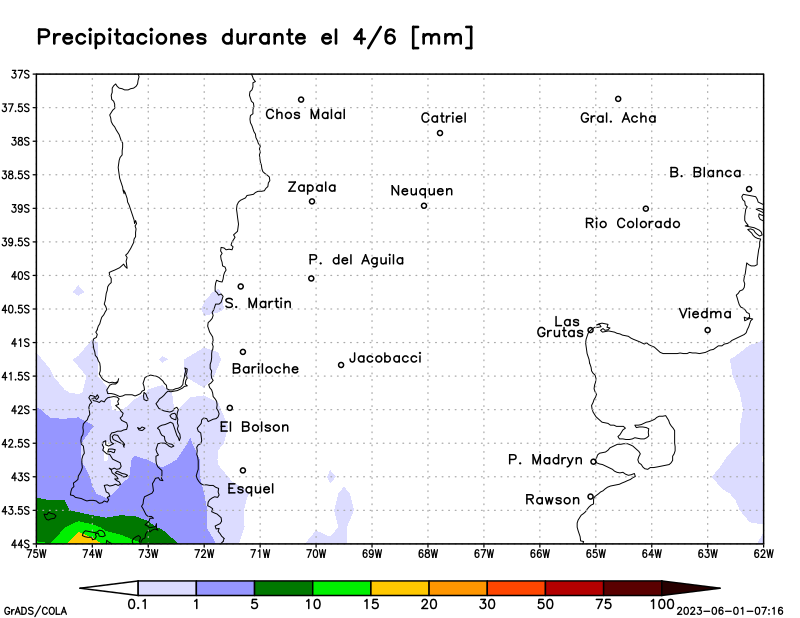 Precipitaciones durante el 4/6 [mm]
37S
Chos Malal
37.5S
Gral. Acha
Catriel
38S
B. Blanca
38.5S
Zapala
Neuquen
39S
Rio Colorado
39.5S
P. del Aguila
40S
S. Martin
40.5S
Viedma
Las
Grutas
41S
Jacobacci
Bariloche
41.5S
42S
El Bolson
42.5S
P. Madryn
43S
Esquel
Rawson
43.5S
44S
75W 74W 73W 72W 71W 70W 69W 68W 67W 66W 65W 64W 63W 62W
0.1 1 5 10 15 20 30 50 75 100
GrADS/COLA
2023-06-01-07:16